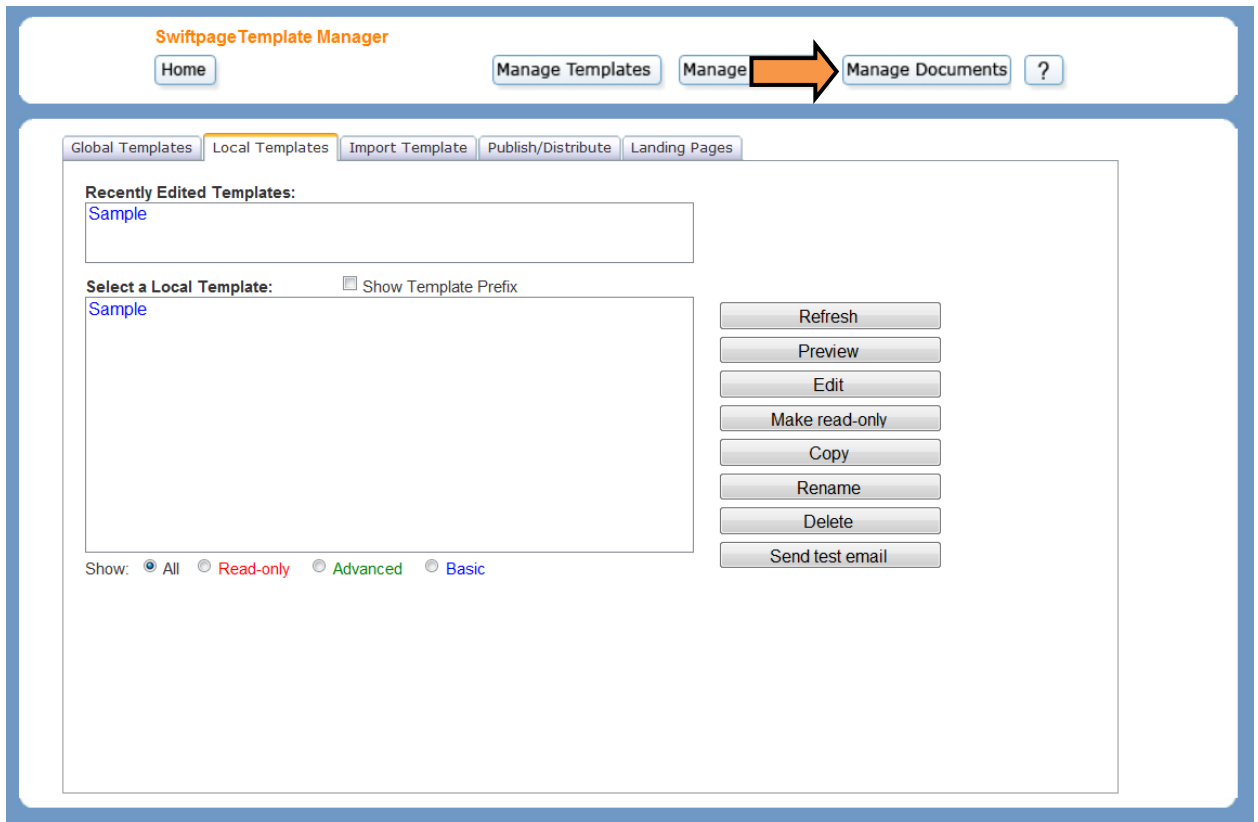 Swiftpage Template Manager
Home Manage Templates Manage Manage Documents ?
Global Templates Local Templates Import Template Publish/Distribute Landing Pages
Recently Edited Templates:
Sample
Select a Local Template: Show Template Prefix
Sample
Refresh
Preview
Edit
Make read-only
Copy
Rename
Delete
Send test email
Show: All Read-only Advanced Basic